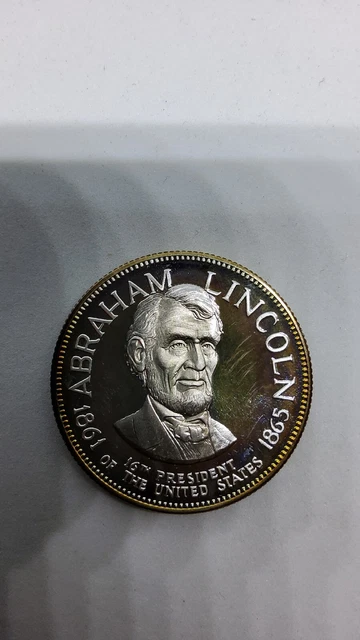 ABRAHAM LINCOLN
1861 1865
16TH PRESIDENT
OF THE UNITED STATES